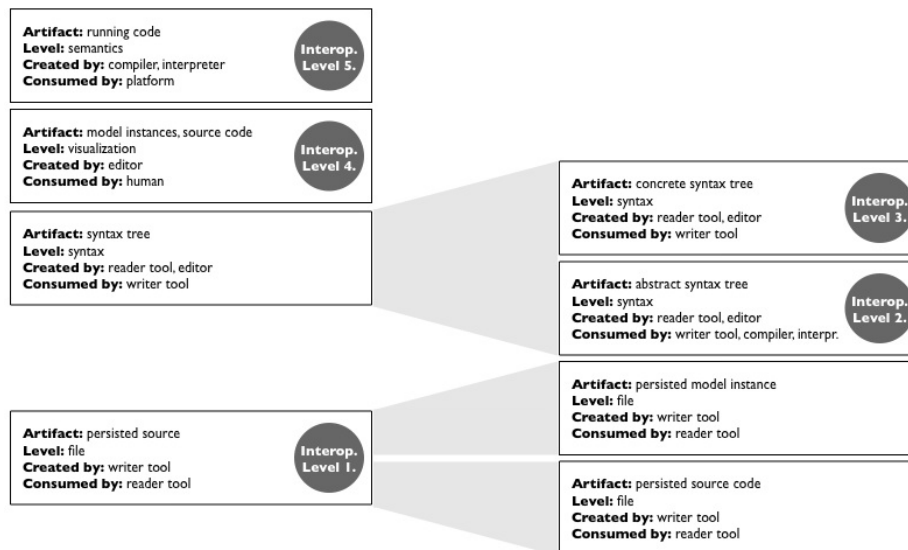 Artifact: running code
Level: semantics
Created by: compiler, interpreter
Consumed by: platform
Interop.
Level 5.
Artifact: model instances, source code
Level: visualization
Created by: editor
Consumed by: human
Interop.
Level 4.
Artifact: syntax tree
Level: syntax
Created by: reader tool, editor
Consumed by: writer tool
Artifact: concrete syntax tree
Level: syntax
Created by: reader tool, editor
Consumed by: writer tool
Interop.
Level 3.
Artifact: abstract syntax tree
Level: syntax
Created by: reader tool, editor
Consumed by: writer tool, compiler, interpr.
Interop.
Level 2.
Artifact: persisted source
Level: file
Created by: writer tool
Consumed by: reader tool
Interop.
Level 1.
Artifact: persisted model instance
Level: file
Created by: writer tool
Consumed by: reader tool
Artifact: persisted source code
Level: file
Created by: writer tool
Consumed by: reader tool